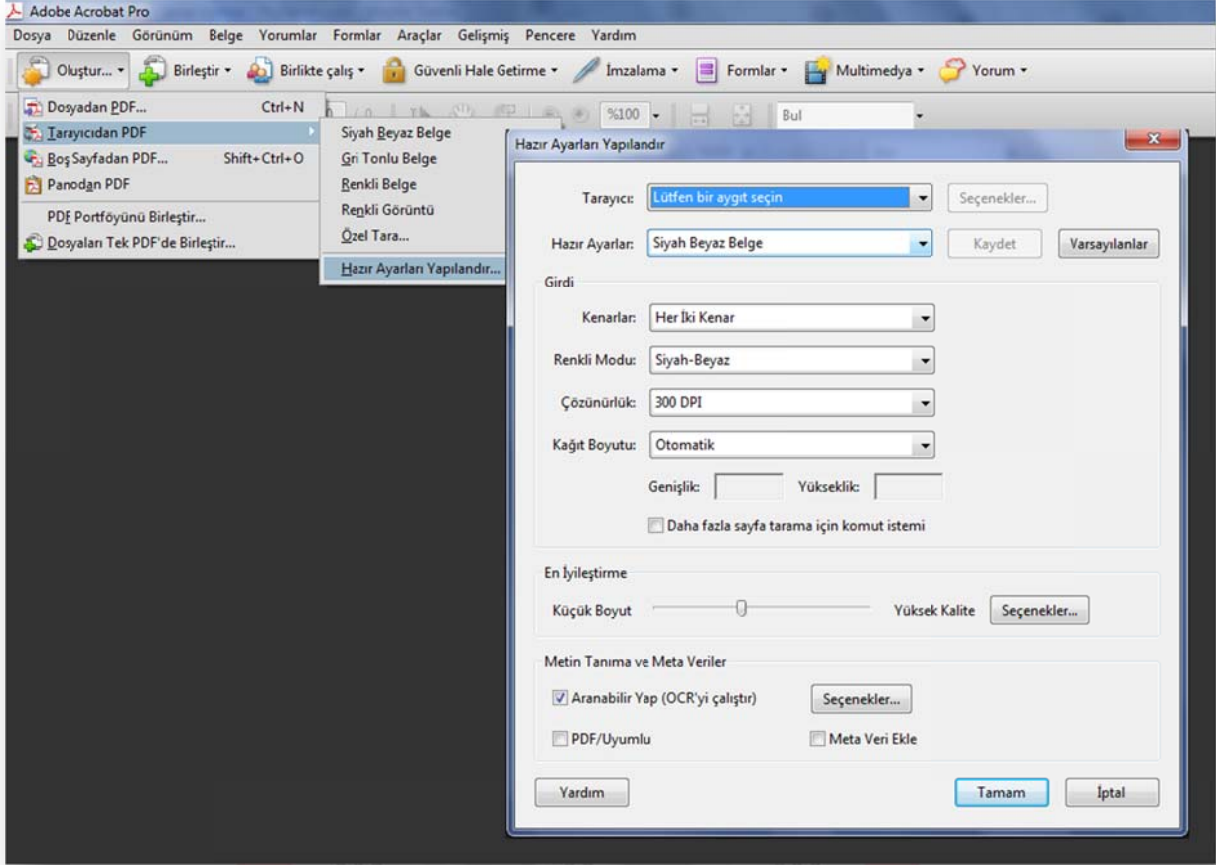 Adobe Acrobat Pro
Dosya Düzenle Görünüm Belge Yorumlar Formlar Araçlar Gelişmiş Pencere Yardım
Oluştur... Birleştir Birlikte çalış Güvenli Hale Getirme İmzalama Formlar Multimedya Yorum
%100 Bul
Dosyadan PDF... Ctrl+N
Tarayıcıdan PDF
Boş Sayfadan PDF... Shift+Ctrl+O
Panodan PDF
PDF Portföyünü Birleştir...
Dosyaları Tek PDF'de Birleştir...
Siyah Beyaz Belge
Gri Tonlu Belge
Renkli Belge
Renkli Görüntü
Özel Tara...
Hazır Ayarları Yapılandır...
Hazır Ayarları Yapılandır
Tarayıcı: Lütfen bir aygıt seçin Seçenekler...
Hazır Ayarlar: Siyah Beyaz Belge Kaydet Varsayılanlar
Girdi
Kenarlar: Her İki Kenar
Renkli Modu: Siyah-Beyaz
Çözünürlük: 300 DPI
Kağıt Boyutu: Otomatik
Genişlik: Yükseklik:
Daha fazla sayfa tarama için komut istemi
En İyileştirme
Küçük Boyut Yüksek Kalite Seçenekler...
Metin Tanıma ve Meta Veriler
Aranabilir Yap (OCR'yi çalıştır) Seçenekler...
PDF/Uyumlu Meta Veri Ekle
Yardım Tamam İptal